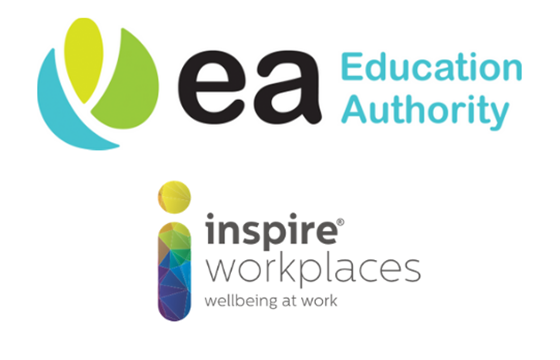 ea Education
Authority
inspire®
workplaces
wellbeing at work